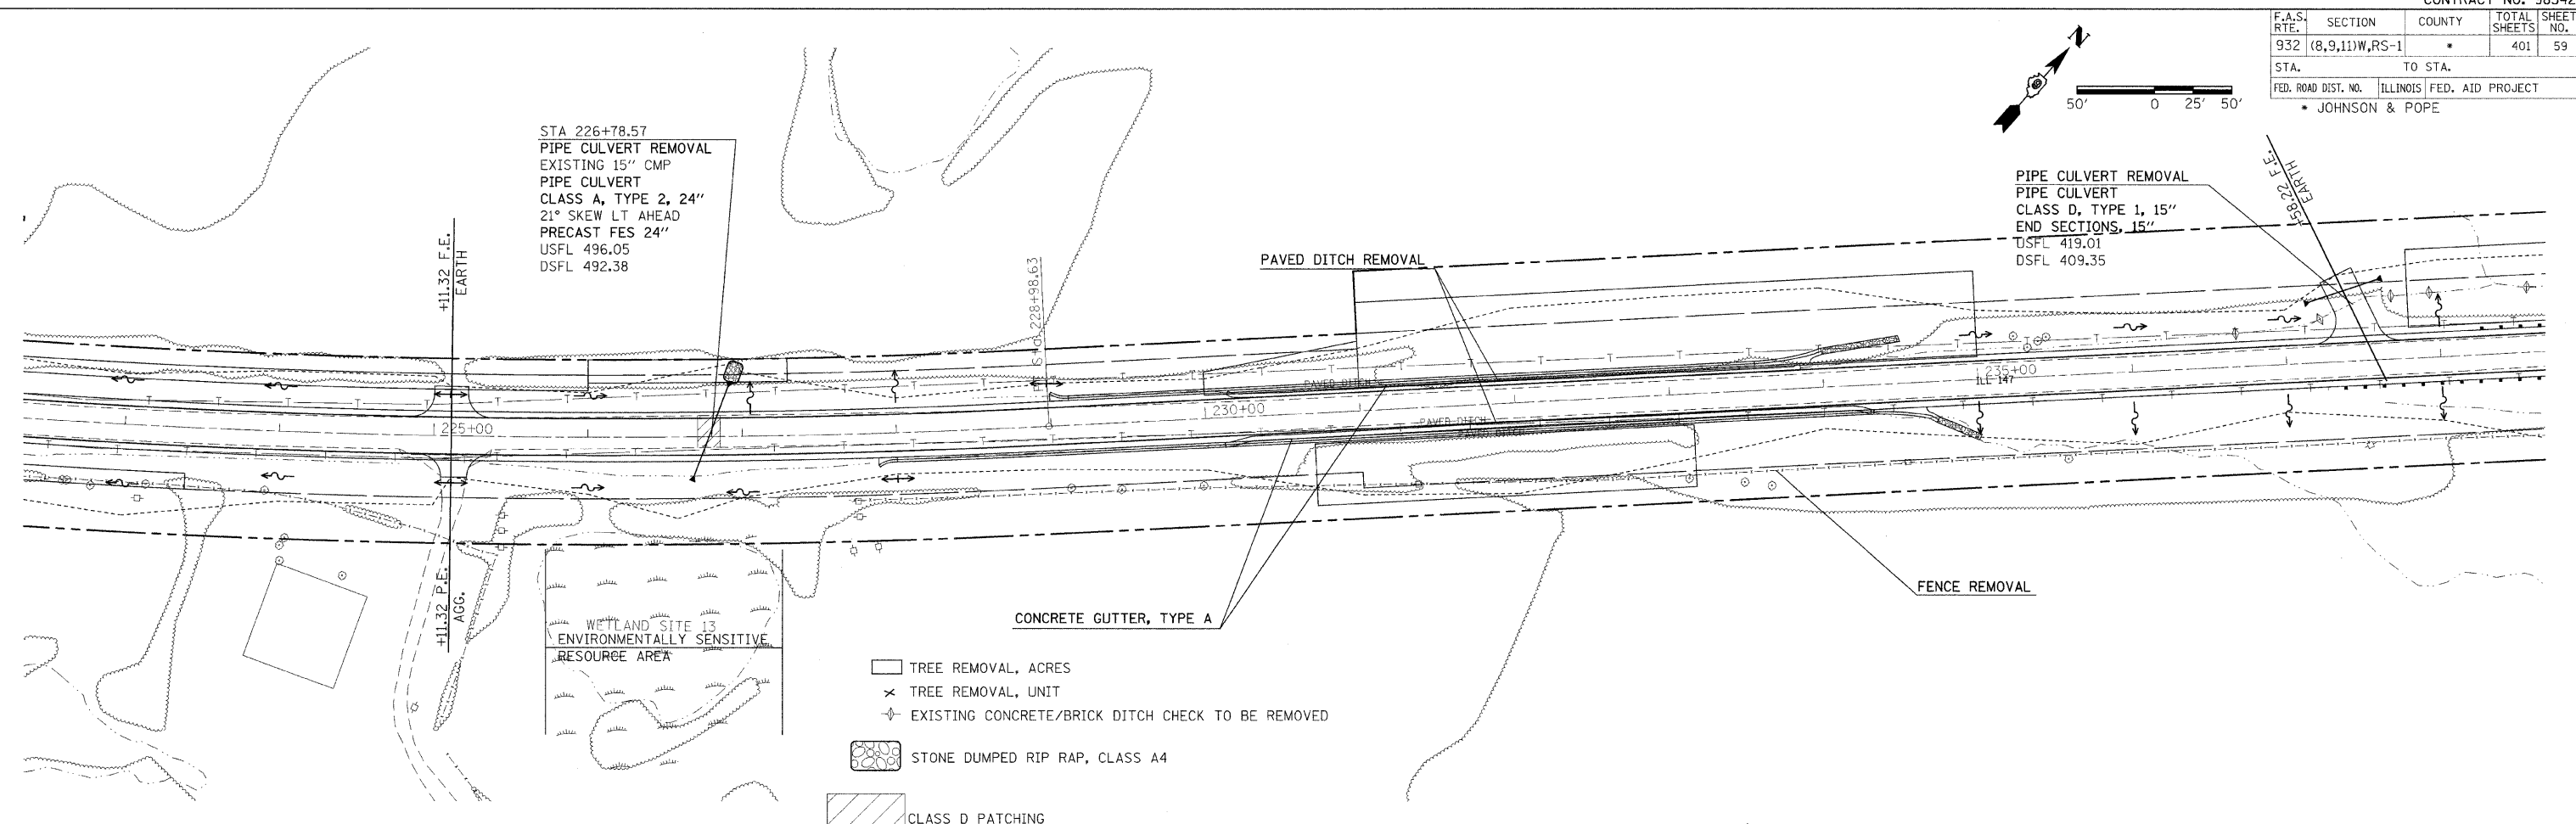 F.A.S. RTE. SECTION COUNTY TOTAL SHEETS SHEET NO.
932 (8,9,11)W,RS-1 * 401 59
STA. TO STA.
FED. ROAD DIST. NO. ILLINOIS FED. AID PROJECT
* JOHNSON & POPE
N
50' 0 25' 50'
STA 226+78.57
PIPE CULVERT REMOVAL
EXISTING 15" CMP
PIPE CULVERT
CLASS A, TYPE 2, 24"
21° SKEW LT AHEAD
PRECAST FES 24"
USFL 496.05
DSFL 492.38
PIPE CULVERT REMOVAL
PIPE CULVERT
CLASS D, TYPE 1, 15"
END SECTIONS, 15"
USFL 419.01
DSFL 409.35
+58.22 F.E.
EARTH
+11.32 F.E.
EARTH
228+98.63
PAVED DITCH REMOVAL
PAVED DITCH
PAVED DITCH
225+00
230+00
235+00
ILL 147
+11.32 P.E.
AGG.
WETLAND SITE 13
ENVIRONMENTALLY SENSITIVE
RESOURCE AREA
CONCRETE GUTTER, TYPE A
FENCE REMOVAL
TREE REMOVAL, ACRES
TREE REMOVAL, UNIT
EXISTING CONCRETE/BRICK DITCH CHECK TO BE REMOVED
STONE DUMPED RIP RAP, CLASS A4
CLASS D PATCHING